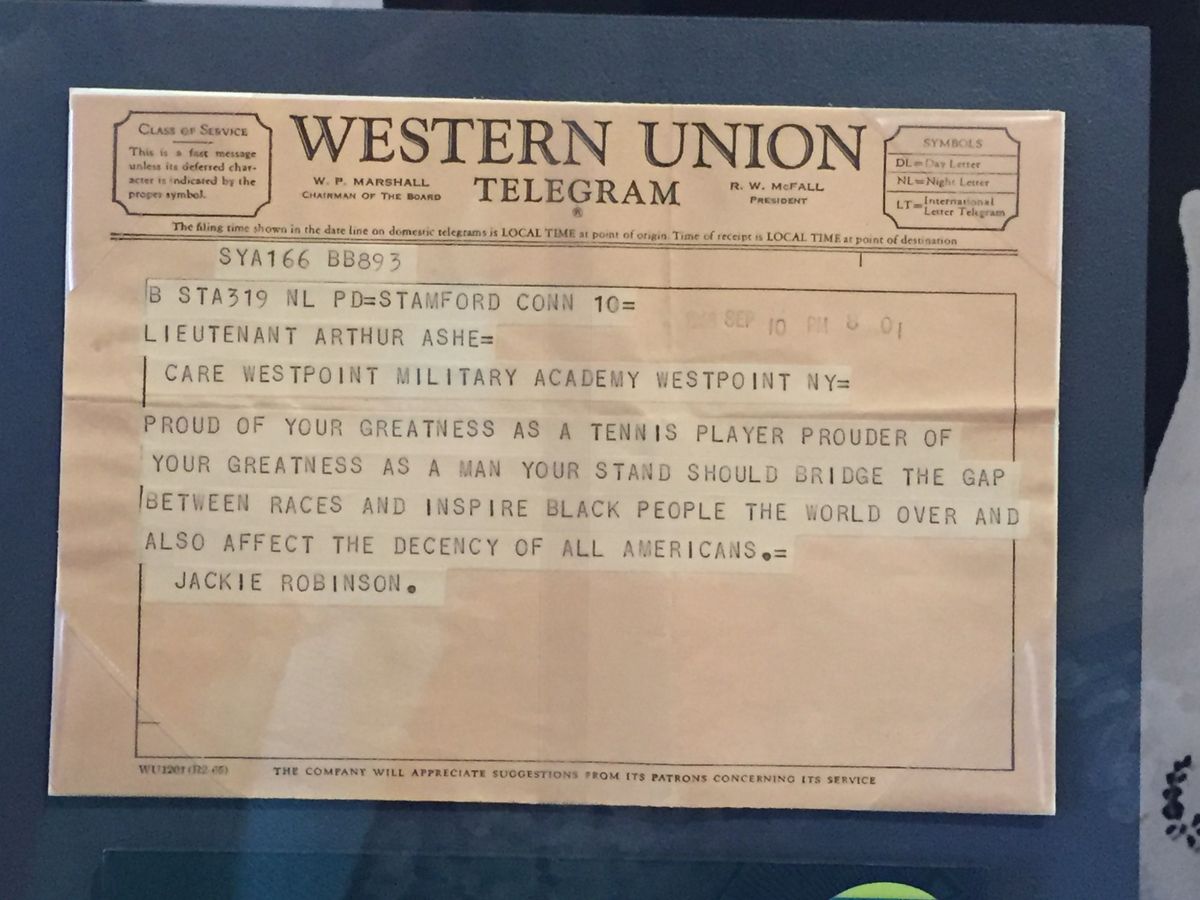 CLASS OF SERVICE
This is a fast message
unless its deferred char-
acter is indicated by the
proper symbol.
WESTERN UNION
TELEGRAM
®
W. P. MARSHALL
CHAIRMAN OF THE BOARD
R. W. McFALL
PRESIDENT
SYMBOLS
DL=Day Letter
NL=Night Letter
LT=International
Letter Telegram
The filing time shown in the date line on domestic telegrams is LOCAL TIME at point of origin. Time of receipt is LOCAL TIME at point of destination
SYA166 BB893
B STA319 NL PD=STAMFORD CONN 10=
SEP 10 PM 8 01
LIEUTENANT ARTHUR ASHE=
CARE WESTPOINT MILITARY ACADEMY WESTPOINT NY=
PROUD OF YOUR GREATNESS AS A TENNIS PLAYER PROUDER OF
YOUR GREATNESS AS A MAN YOUR STAND SHOULD BRIDGE THE GAP
BETWEEN RACES AND INSPIRE BLACK PEOPLE THE WORLD OVER AND
ALSO AFFECT THE DECENCY OF ALL AMERICANS.=
JACKIE ROBINSON.
WU1201 (R2-65)
THE COMPANY WILL APPRECIATE SUGGESTIONS FROM ITS PATRONS CONCERNING ITS SERVICE